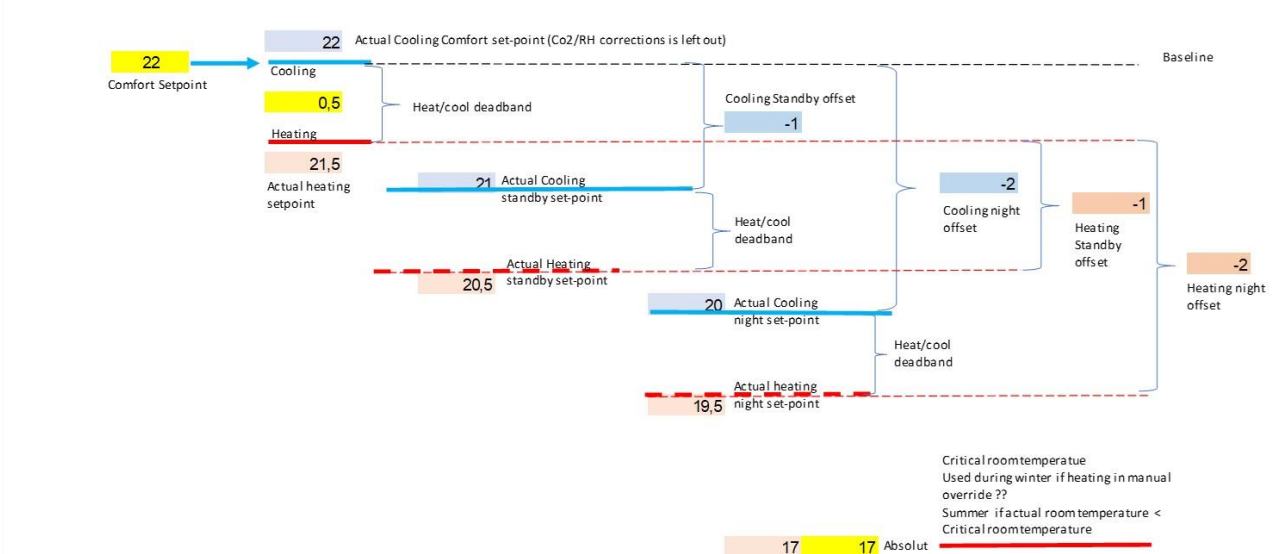 22 Actual Cooling Comfort set-point (Co2/RH corrections is left out)
22
Comfort Setpoint
Cooling
Baseline
0,5
Heat/cool deadband
Cooling Standby offset
-1
Heating
21,5
Actual heating
setpoint
21 Actual Cooling
standby set-point
-2
Cooling night
offset
-1
Heating
Standby
offset
Heat/cool
deadband
-2
Heating night
offset
Actual Heating
standby set-point
20,5
20 Actual Cooling
night set-point
Heat/cool
deadband
Actual heating
night set-point
19,5
Critical room temperatue
Used during winter if heating in manual
override ??
Summer if actual room temperature <
Critical room temperature
17 17 Absolut